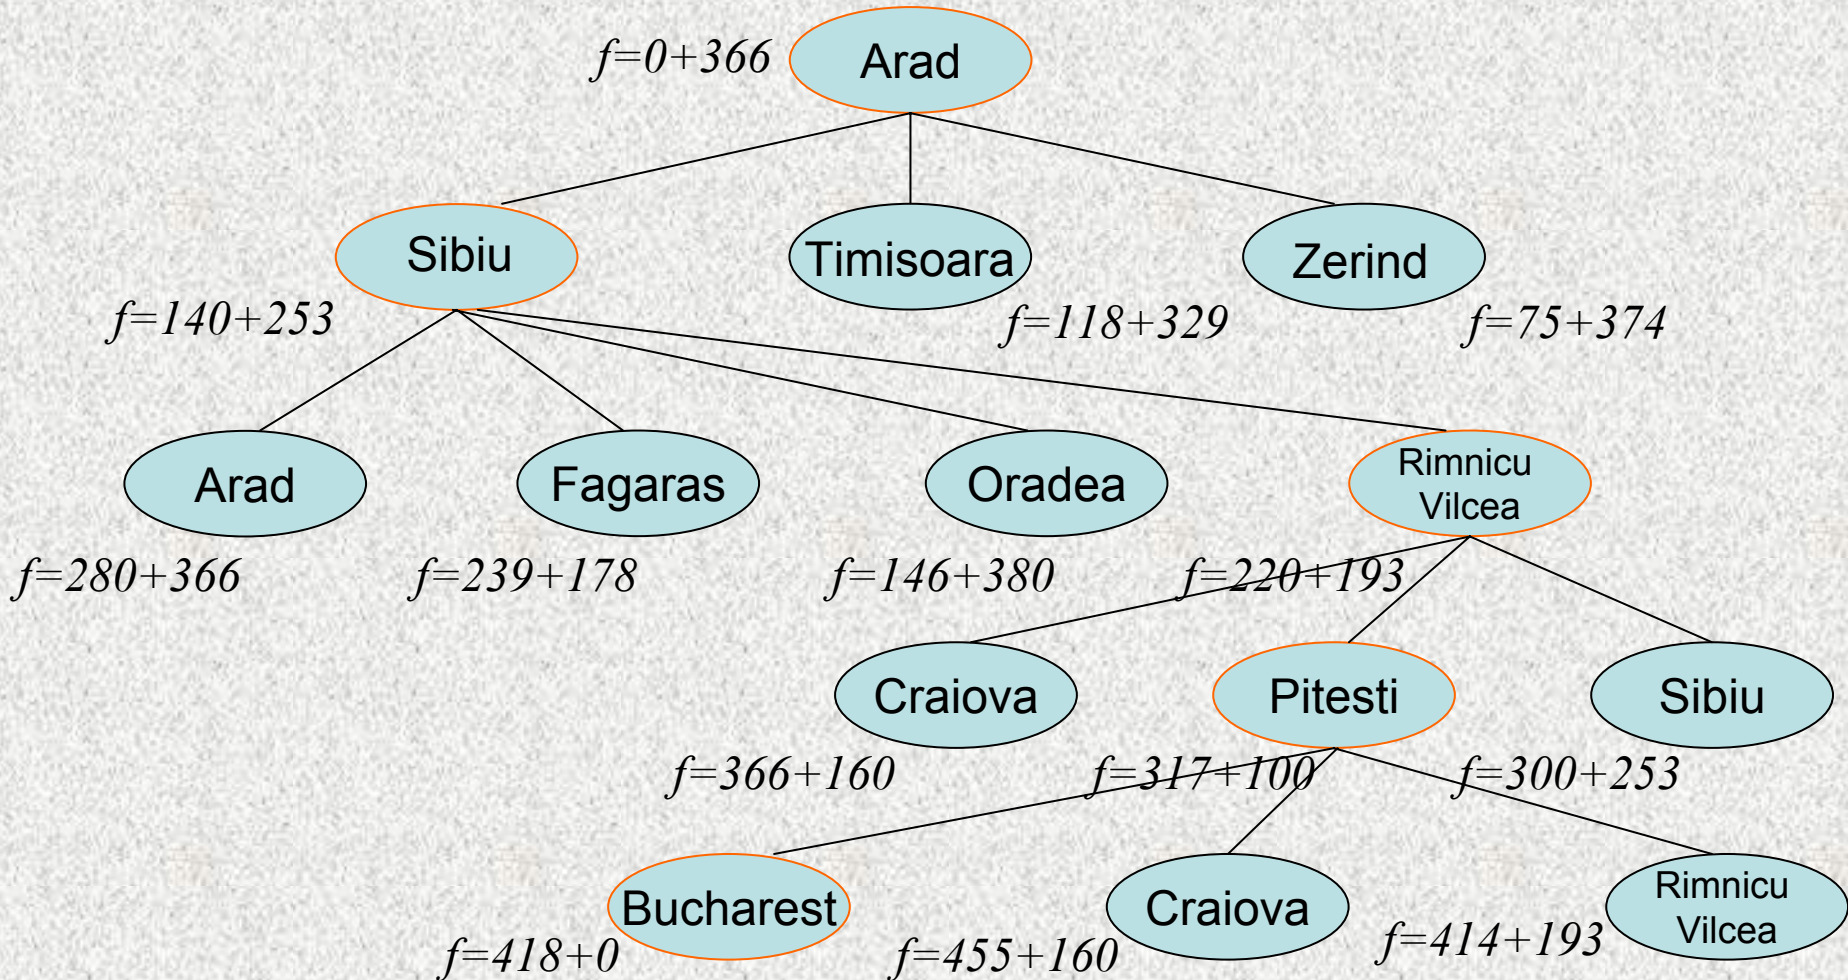 f=0+366
Arad
Sibiu
Timisoara
Zerind
f=140+253
f=118+329
f=75+374
Arad
Fagaras
Oradea
Rimnicu
Vilcea
f=280+366
f=239+178
f=146+380
f=220+193
Craiova
Pitesti
Sibiu
f=366+160
f=317+100
f=300+253
Bucharest
Craiova
Rimnicu
Vilcea
f=418+0
f=455+160
f=414+193